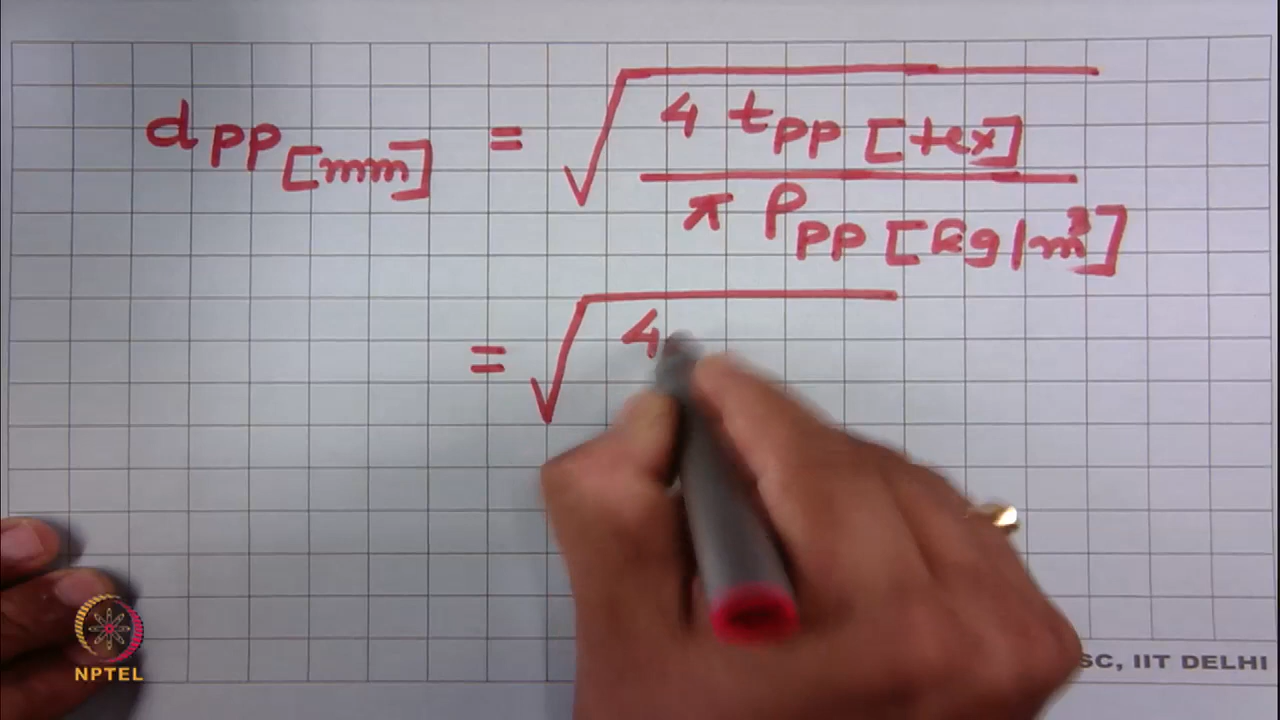 dpp[mm] = √(4 tpp[tex] / π ρpp[kg/m³])
= √4
NPTEL
SC, IIT DELHI